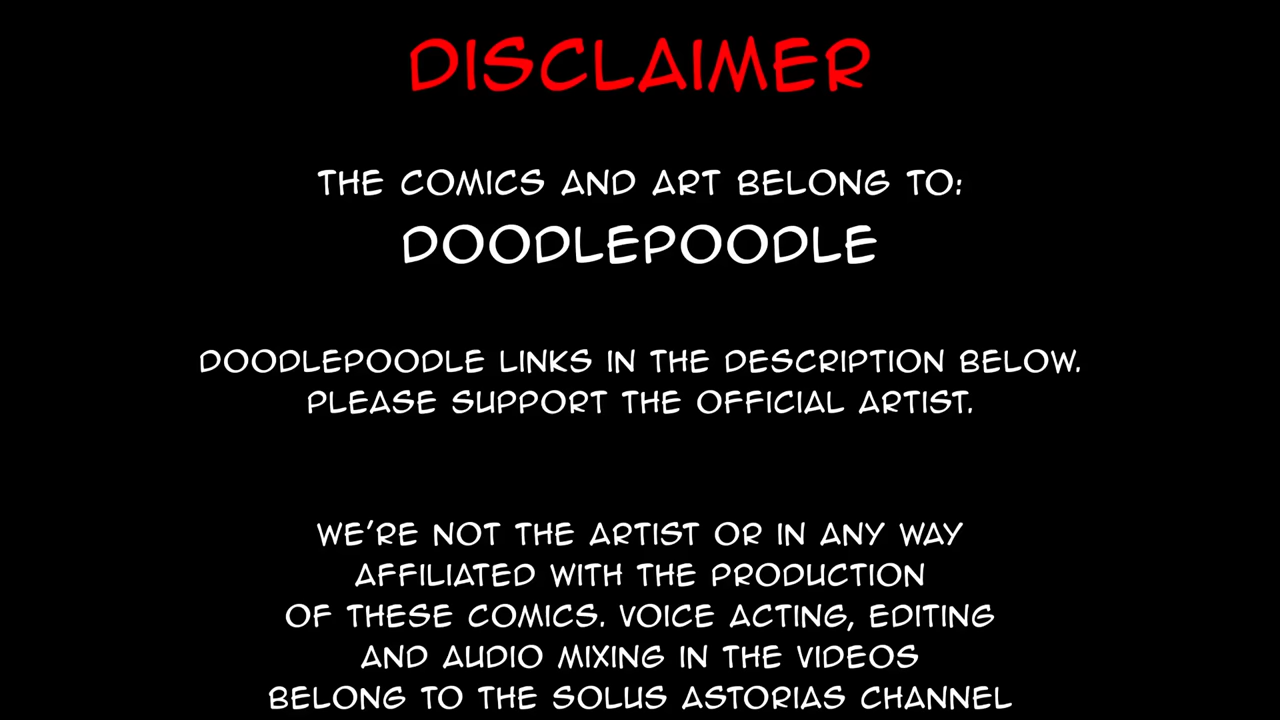 DISCLAIMER
THE COMICS AND ART BELONG TO:
DOODLEPOODLE
DOODLEPOODLE LINKS IN THE DESCRIPTION BELOW.
PLEASE SUPPORT THE OFFICIAL ARTIST.
WE'RE NOT THE ARTIST OR IN ANY WAY
AFFILIATED WITH THE PRODUCTION
OF THESE COMICS. VOICE ACTING, EDITING
AND AUDIO MIXING IN THE VIDEOS
BELONG TO THE SOLUS ASTORIAS CHANNEL